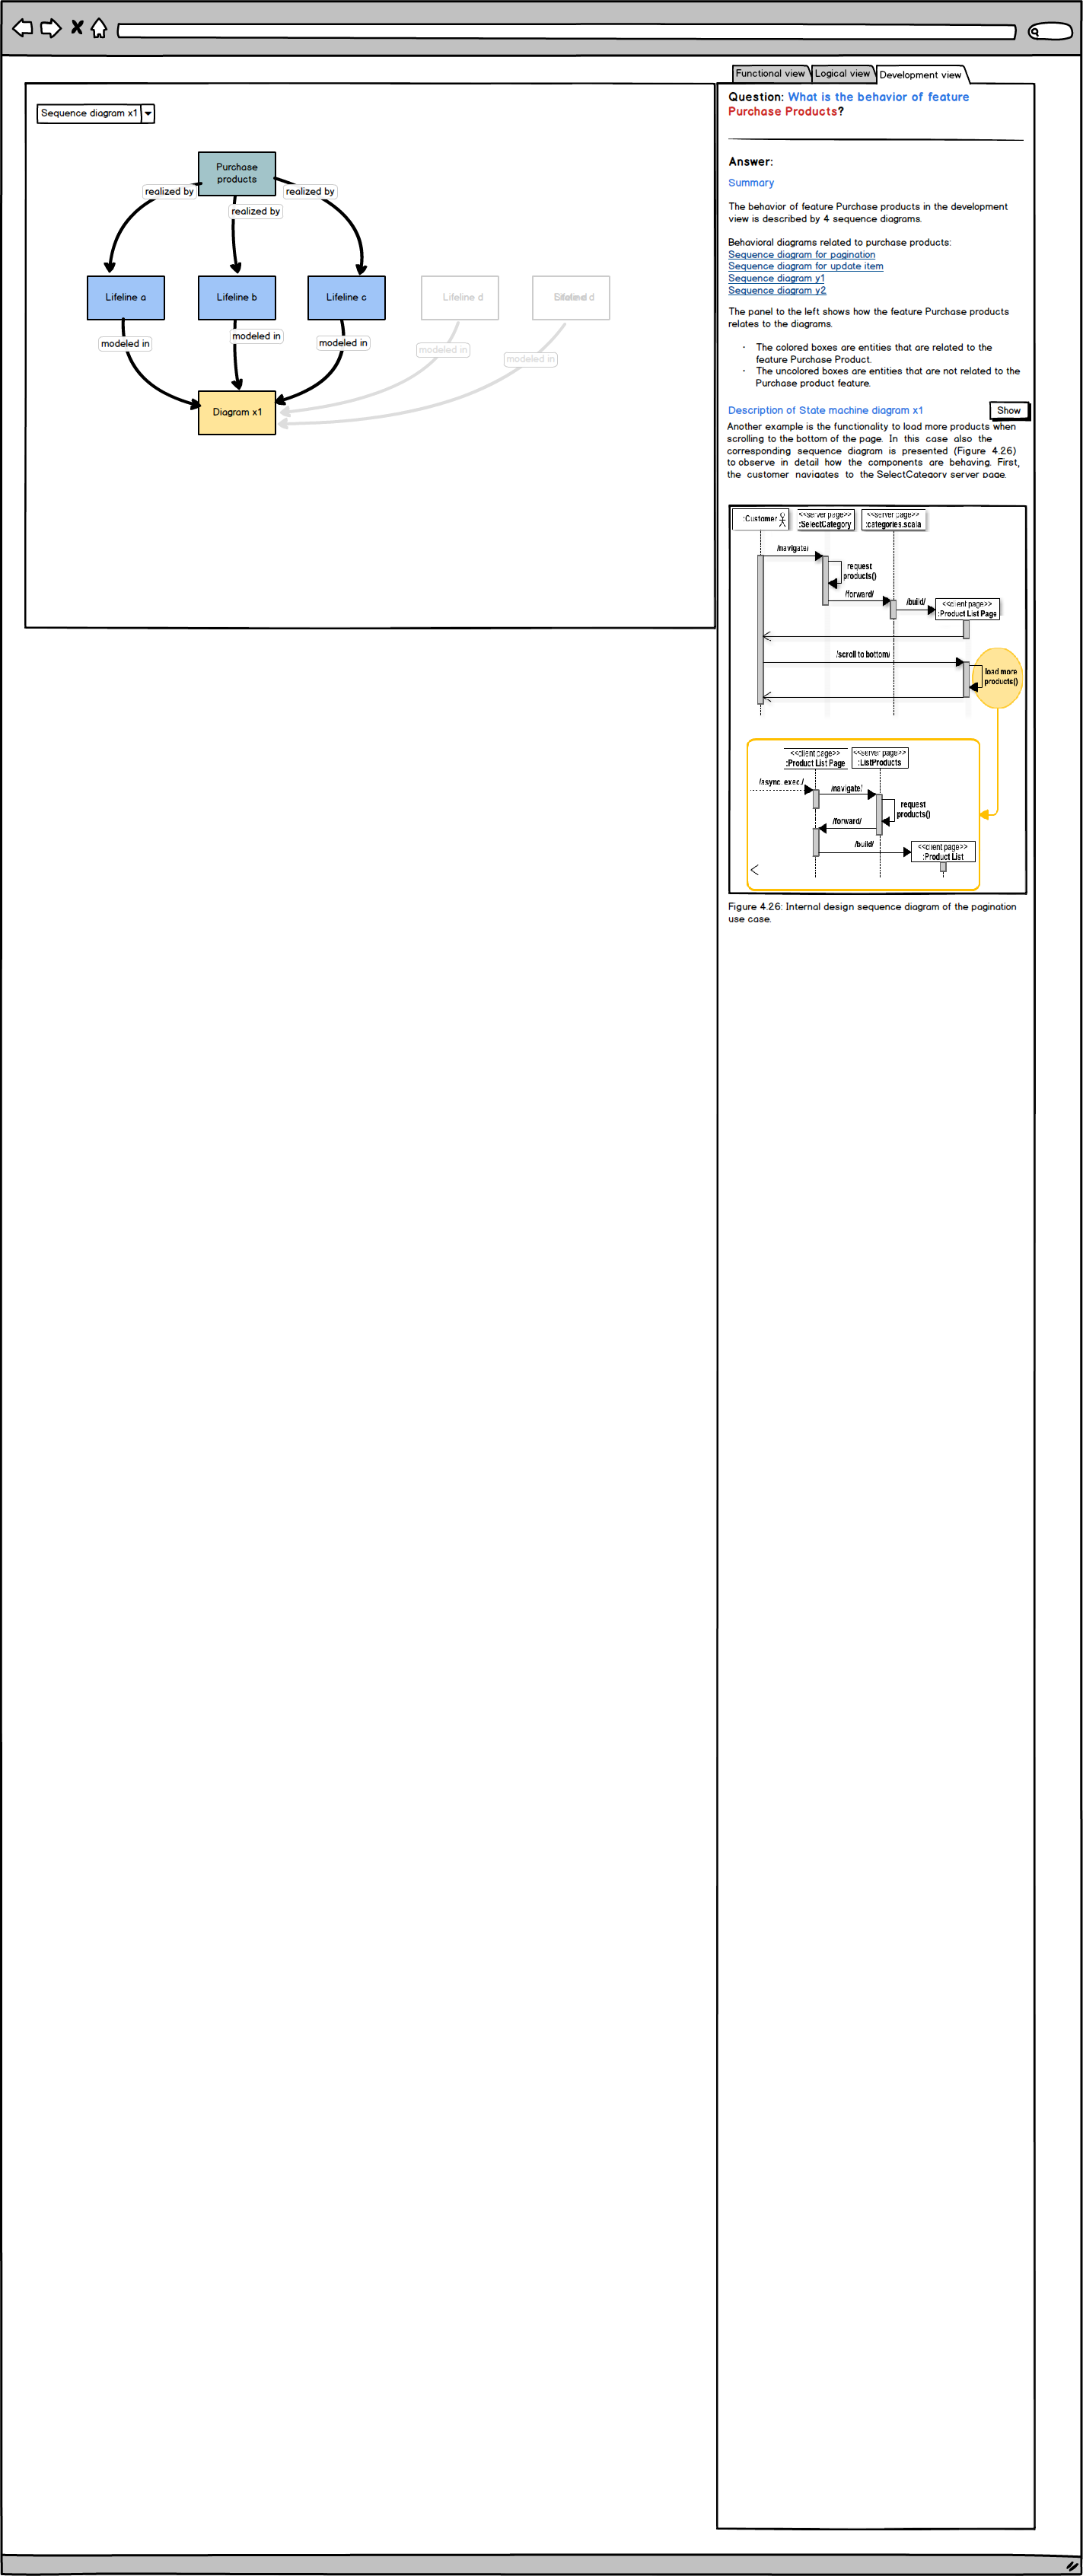 Functional view
Logical view
Development view
Sequence diagram x1
Purchase
products
realized by
realized by
realized by
Lifeline a
Lifeline b
Lifeline c
Lifeline d
modeled in
modeled in
modeled in
modeled in
modeled in
Diagram x1
Question: What is the behavior of feature
Purchase Products?
Answer:
Summary
The behavior of feature Purchase products in the development
view is described by 4 sequence diagrams.
Behavioral diagrams related to purchase products:
Sequence diagram for pagination
Sequence diagram for update item
Sequence diagram y1
Sequence diagram y2
The panel to the left shows how the feature Purchase products
relates to the diagrams.
· The colored boxes are entities that are related to the
feature Purchase Product.
· The uncolored boxes are entities that are not related to the
Purchase product feature.
Description of State machine diagram x1
Show
Another example is the functionality to load more products when
scrolling to the bottom of the page. In this case also the
corresponding sequence diagram is presented (Figure 4.26)
to observe in detail how the components are behaving. First,
the customer navigates to the SelectCategory server page.
:Customer
<<server page>>
:SelectCategory
<<server page>>
:categories.scala
/navigate/
request
products()
/forward/
/build/
<<client page>>
:Product List Page
/scroll to bottom/
load more
products()
<<client page>>
:Product List Page
<<server page>>
:ListProducts
/async. exec./
/navigate/
request
products()
/forward/
/build/
<<client page>>
:Product List
Figure 4.26: Internal design sequence diagram of the pagination
use case.